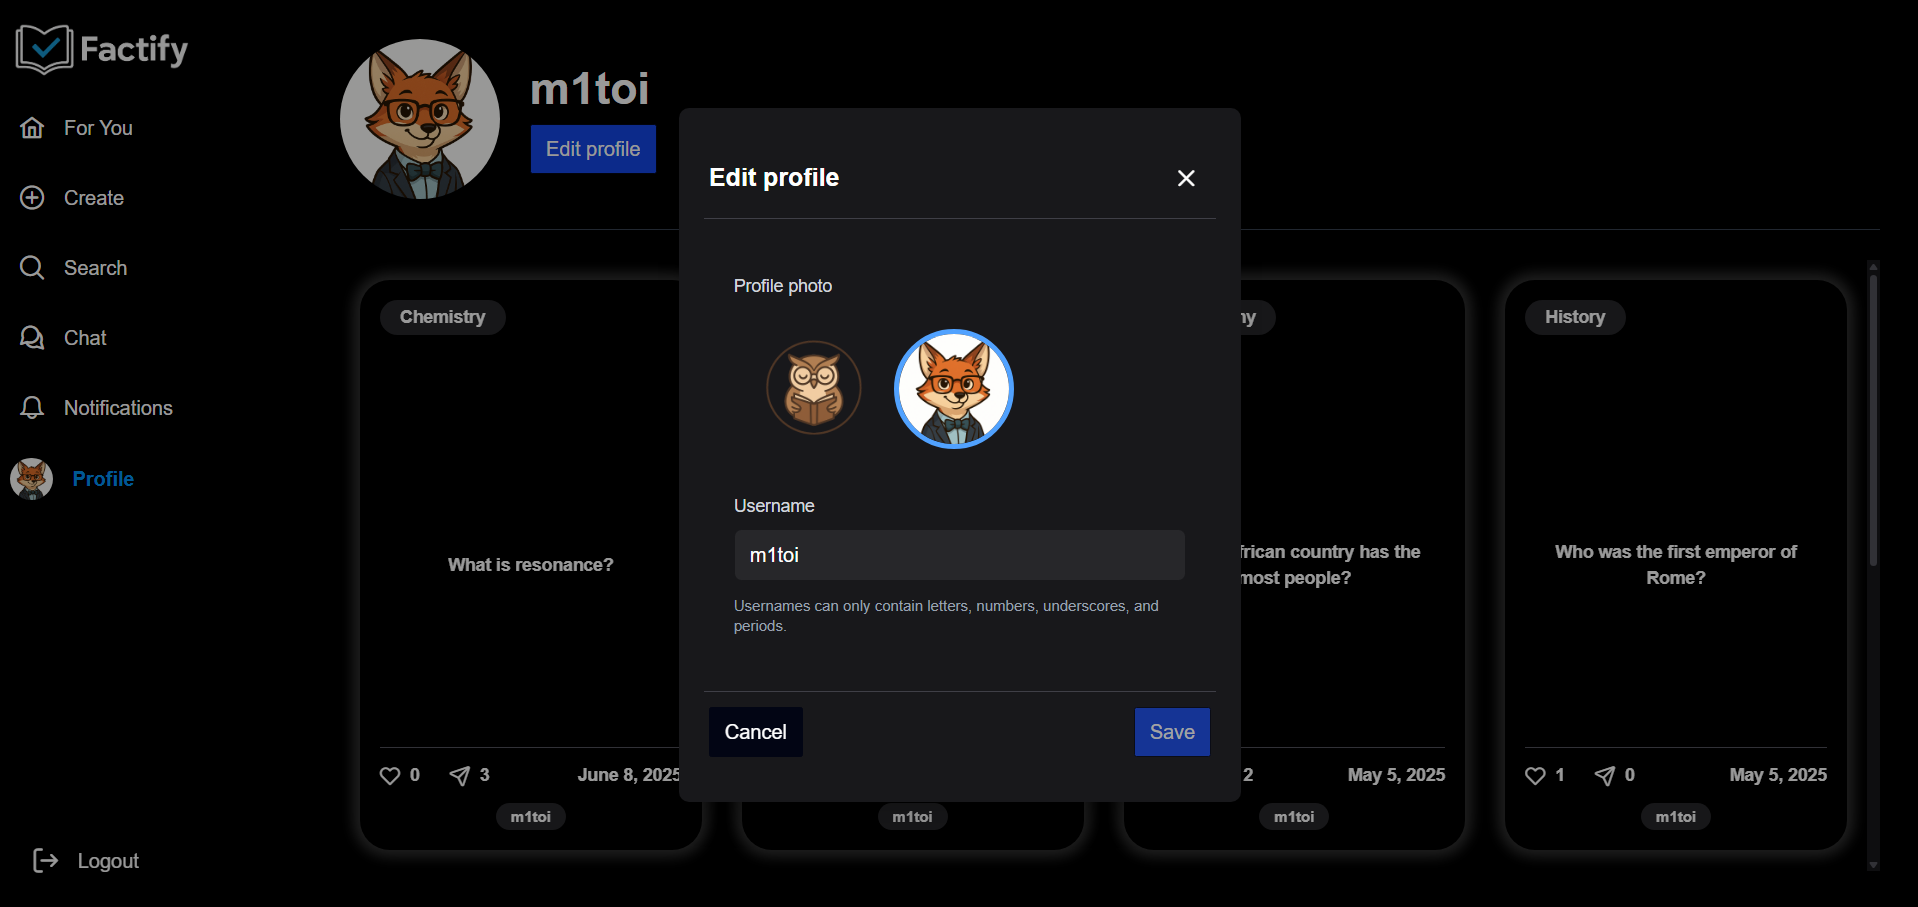 Factify
For You
Create
Search
Chat
Notifications
Profile
Logout
m1toi
Edit profile
Edit profile
Profile photo
Username
m1toi
Usernames can only contain letters, numbers, underscores, and
periods.
Cancel
Save
Chemistry
What is resonance?
0
3
June 8, 2025
m1toi
m1toi
country has the
most people?
2
May 5, 2025
m1toi
History
Who was the first emperor of
Rome?
1
0
May 5, 2025
m1toi